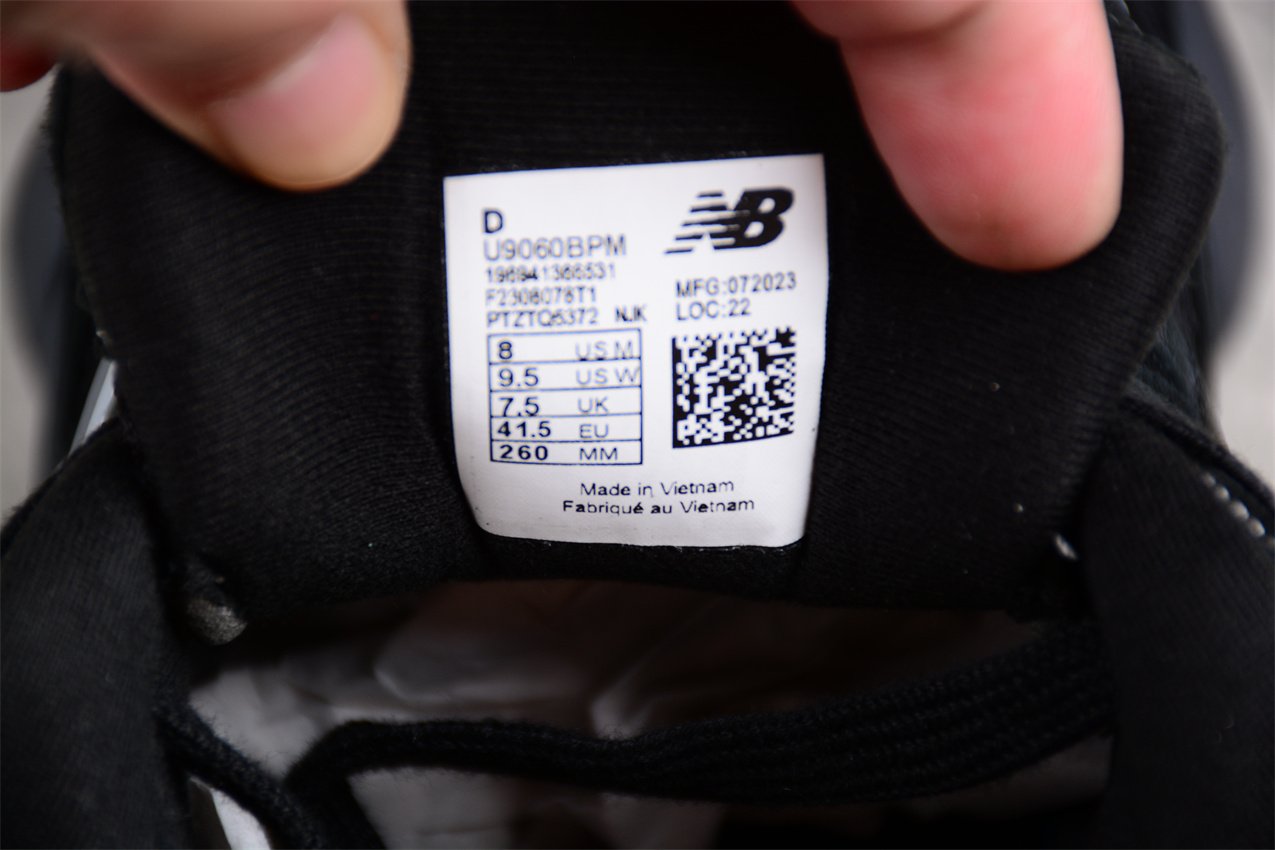 D
NB
U9060BPM
196941366531
F2308078T1
PTZTQ6372 NJK
MFG:072023
LOC:22
8 US M
9.5 US W
7.5 UK
41.5 EU
260 MM
Made in Vietnam
Fabriqué au Vietnam